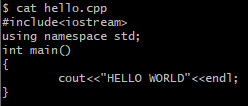 $ cat hello.cpp
#include<iostream>
using namespace std;
int main()
{
        cout<<"HELLO WORLD"<<endl;
}